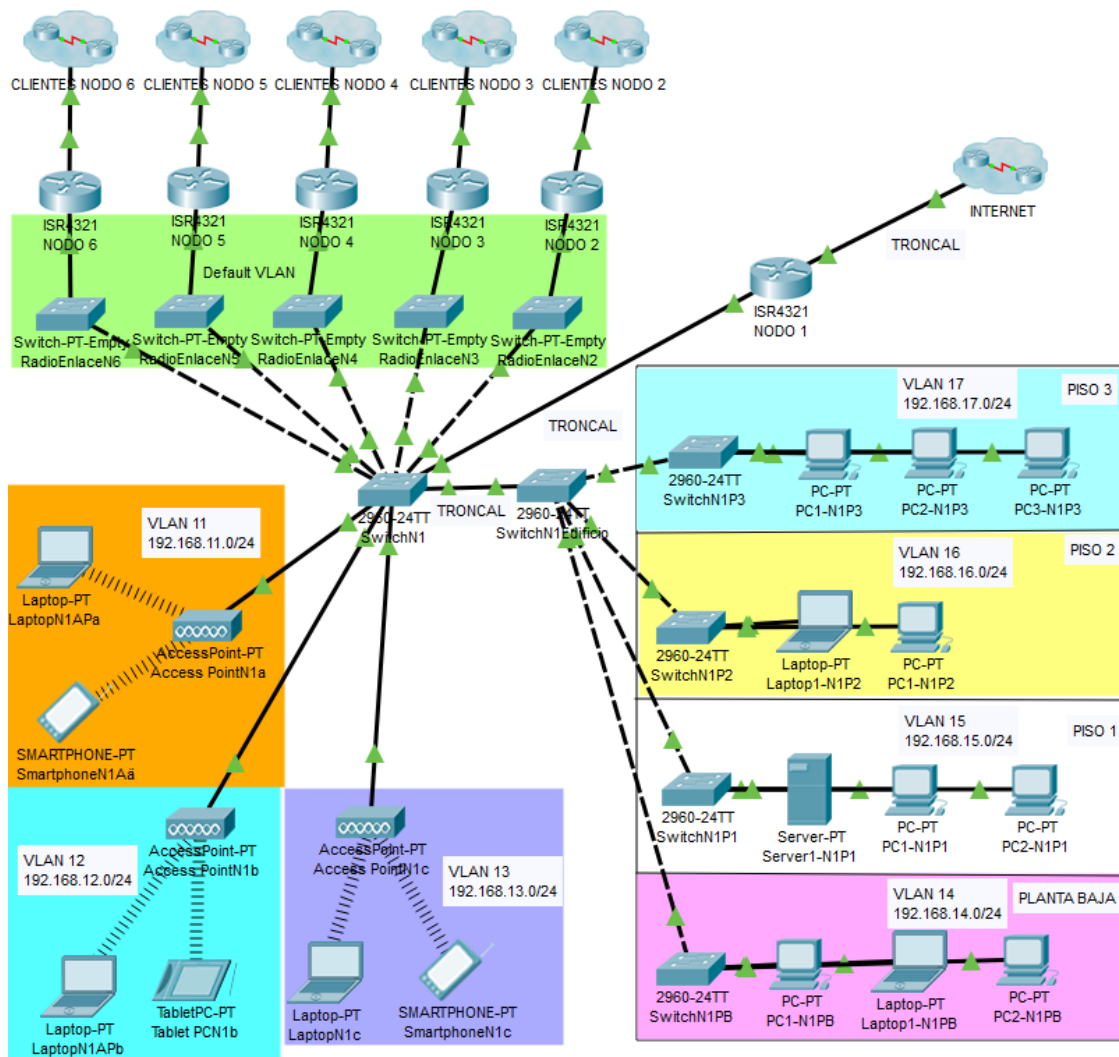 CLIENTES NODO 6
CLIENTES NODO 5
CLIENTES NODO 4
CLIENTES NODO 3
CLIENTES NODO 2
INTERNET
TRONCAL
ISR4321
NODO 6
ISR4321
NODO 5
ISR4321
NODO 4
ISR4321
NODO 3
ISR4321
NODO 2
Default VLAN
ISR4321
NODO 1
Switch-PT-Empty
RadioEnlaceN6
Switch-PT-Empty
RadioEnlaceN5
Switch-PT-Empty
RadioEnlaceN4
Switch-PT-Empty
RadioEnlaceN3
Switch-PT-Empty
RadioEnlaceN2
TRONCAL
VLAN 17
192.168.17.0/24
PISO 3
2960-24TT
SwitchN1P3
PC-PT
PC1-N1P3
PC-PT
PC2-N1P3
PC-PT
PC3-N1P3
2960-24TT
SwitchN1
TRONCAL
2960-24TT
SwitchN1Edificio
VLAN 11
192.168.11.0/24
Laptop-PT
LaptopN1APa
AccessPoint-PT
Access PointN1a
SMARTPHONE-PT
SmartphoneN1Aä
VLAN 16
192.168.16.0/24
PISO 2
2960-24TT
SwitchN1P2
Laptop-PT
Laptop1-N1P2
PC-PT
PC1-N1P2
VLAN 15
192.168.15.0/24
PISO 1
2960-24TT
SwitchN1P1
Server-PT
Server1-N1P1
PC-PT
PC1-N1P1
PC-PT
PC2-N1P1
VLAN 12
192.168.12.0/24
AccessPoint-PT
Access PointN1b
Laptop-PT
LaptopN1APb
TabletPC-PT
Tablet PCN1b
AccessPoint-PT
Access PointN1c
VLAN 13
192.168.13.0/24
Laptop-PT
LaptopN1c
SMARTPHONE-PT
SmartphoneN1c
VLAN 14
192.168.14.0/24
PLANTA BAJA
2960-24TT
SwitchN1PB
PC-PT
PC1-N1PB
Laptop-PT
Laptop1-N1PB
PC-PT
PC2-N1PB